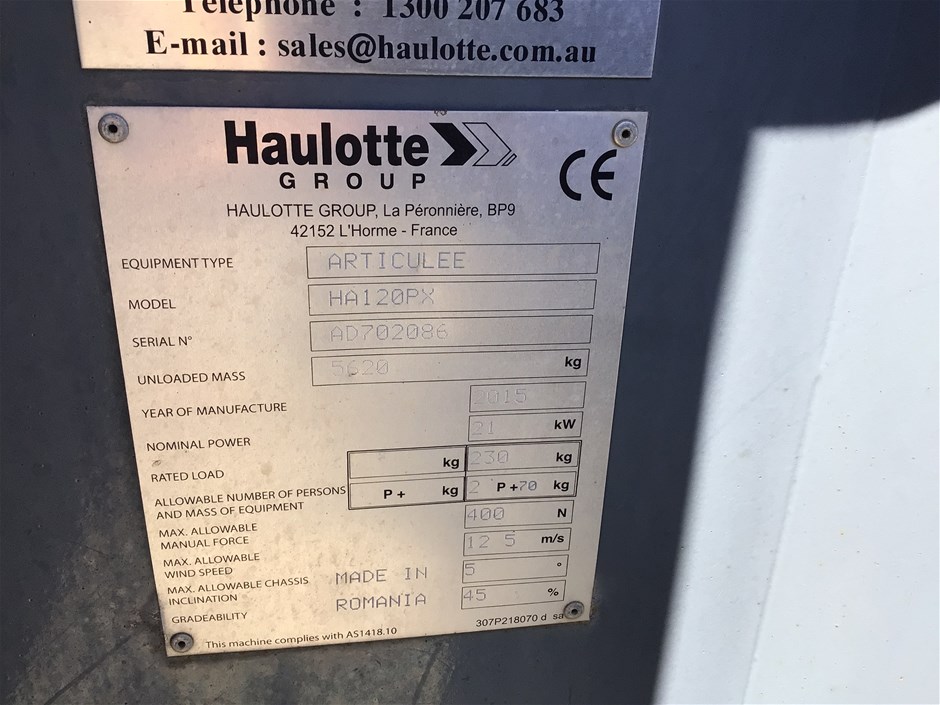 Telephone : 1300 207 683
E-mail : sales@haulotte.com.au
Haulotte
GROUP
CE
HAULOTTE GROUP, La Péronnière, BP9
42152 L'Horme - France
EQUIPMENT TYPE ARTICULEE
MODEL HA120PX
SERIAL N° AD702086
UNLOADED MASS 5620 kg
YEAR OF MANUFACTURE 2015
NOMINAL POWER 21 kW
RATED LOAD kg 230 kg
ALLOWABLE NUMBER OF PERSONS
AND MASS OF EQUIPMENT P + kg 2 P +70 kg
MAX. ALLOWABLE
MANUAL FORCE 400 N
MAX. ALLOWABLE
WIND SPEED 12 5 m/s
MAX. ALLOWABLE CHASSIS
INCLINATION 5 °
GRADEABILITY 45 %
MADE IN
ROMANIA
307P218070 d sa
This machine complies with AS1418.10